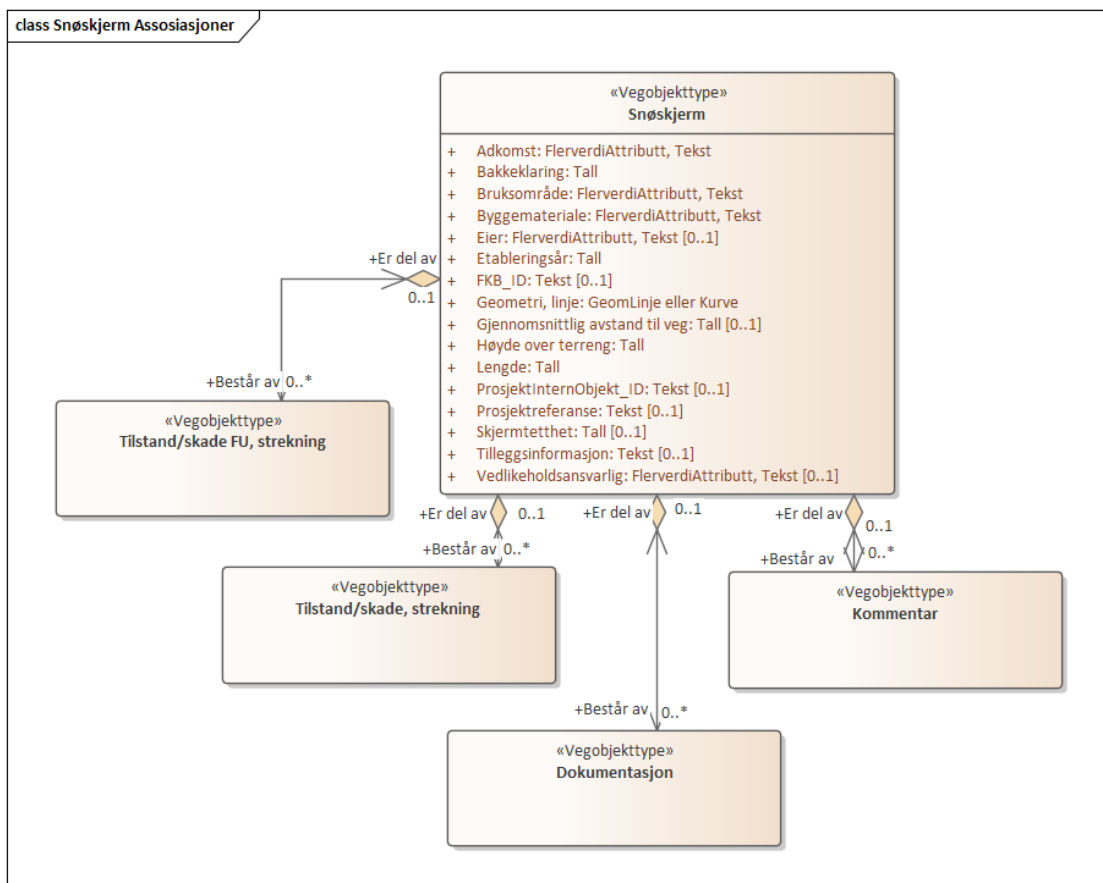 class Snøskjerm Assosiasjoner
«Vegobjekttype»
Snøskjerm
+ Adkomst: FlerverdiAttributt, Tekst
+ Bakkeklaring: Tall
+ Bruksområde: FlerverdiAttributt, Tekst
+ Byggemateriale: FlerverdiAttributt, Tekst
+ Eier: FlerverdiAttributt, Tekst [0..1]
+ Etableringsår: Tall
+ FKB_ID: Tekst [0..1]
+ Geometri, linje: GeomLinje eller Kurve
+ Gjennomsnittlig avstand til veg: Tall [0..1]
+ Høyde over terreng: Tall
+ Lengde: Tall
+ ProsjektInternObjekt_ID: Tekst [0..1]
+ Prosjektreferanse: Tekst [0..1]
+ Skjermtetthet: Tall [0..1]
+ Tilleggsinformasjon: Tekst [0..1]
+ Vedlikeholdsansvarlig: FlerverdiAttributt, Tekst [0..1]
+Er del av
0..1
+Består av 0..*
«Vegobjekttype»
Tilstand/skade FU, strekning
+Er del av 0..1
+Består av 0..*
«Vegobjekttype»
Tilstand/skade, strekning
+Er del av 0..1
+Består av 0..*
«Vegobjekttype»
Dokumentasjon
+Er del av
0..1
+Består av 0..*
«Vegobjekttype»
Kommentar